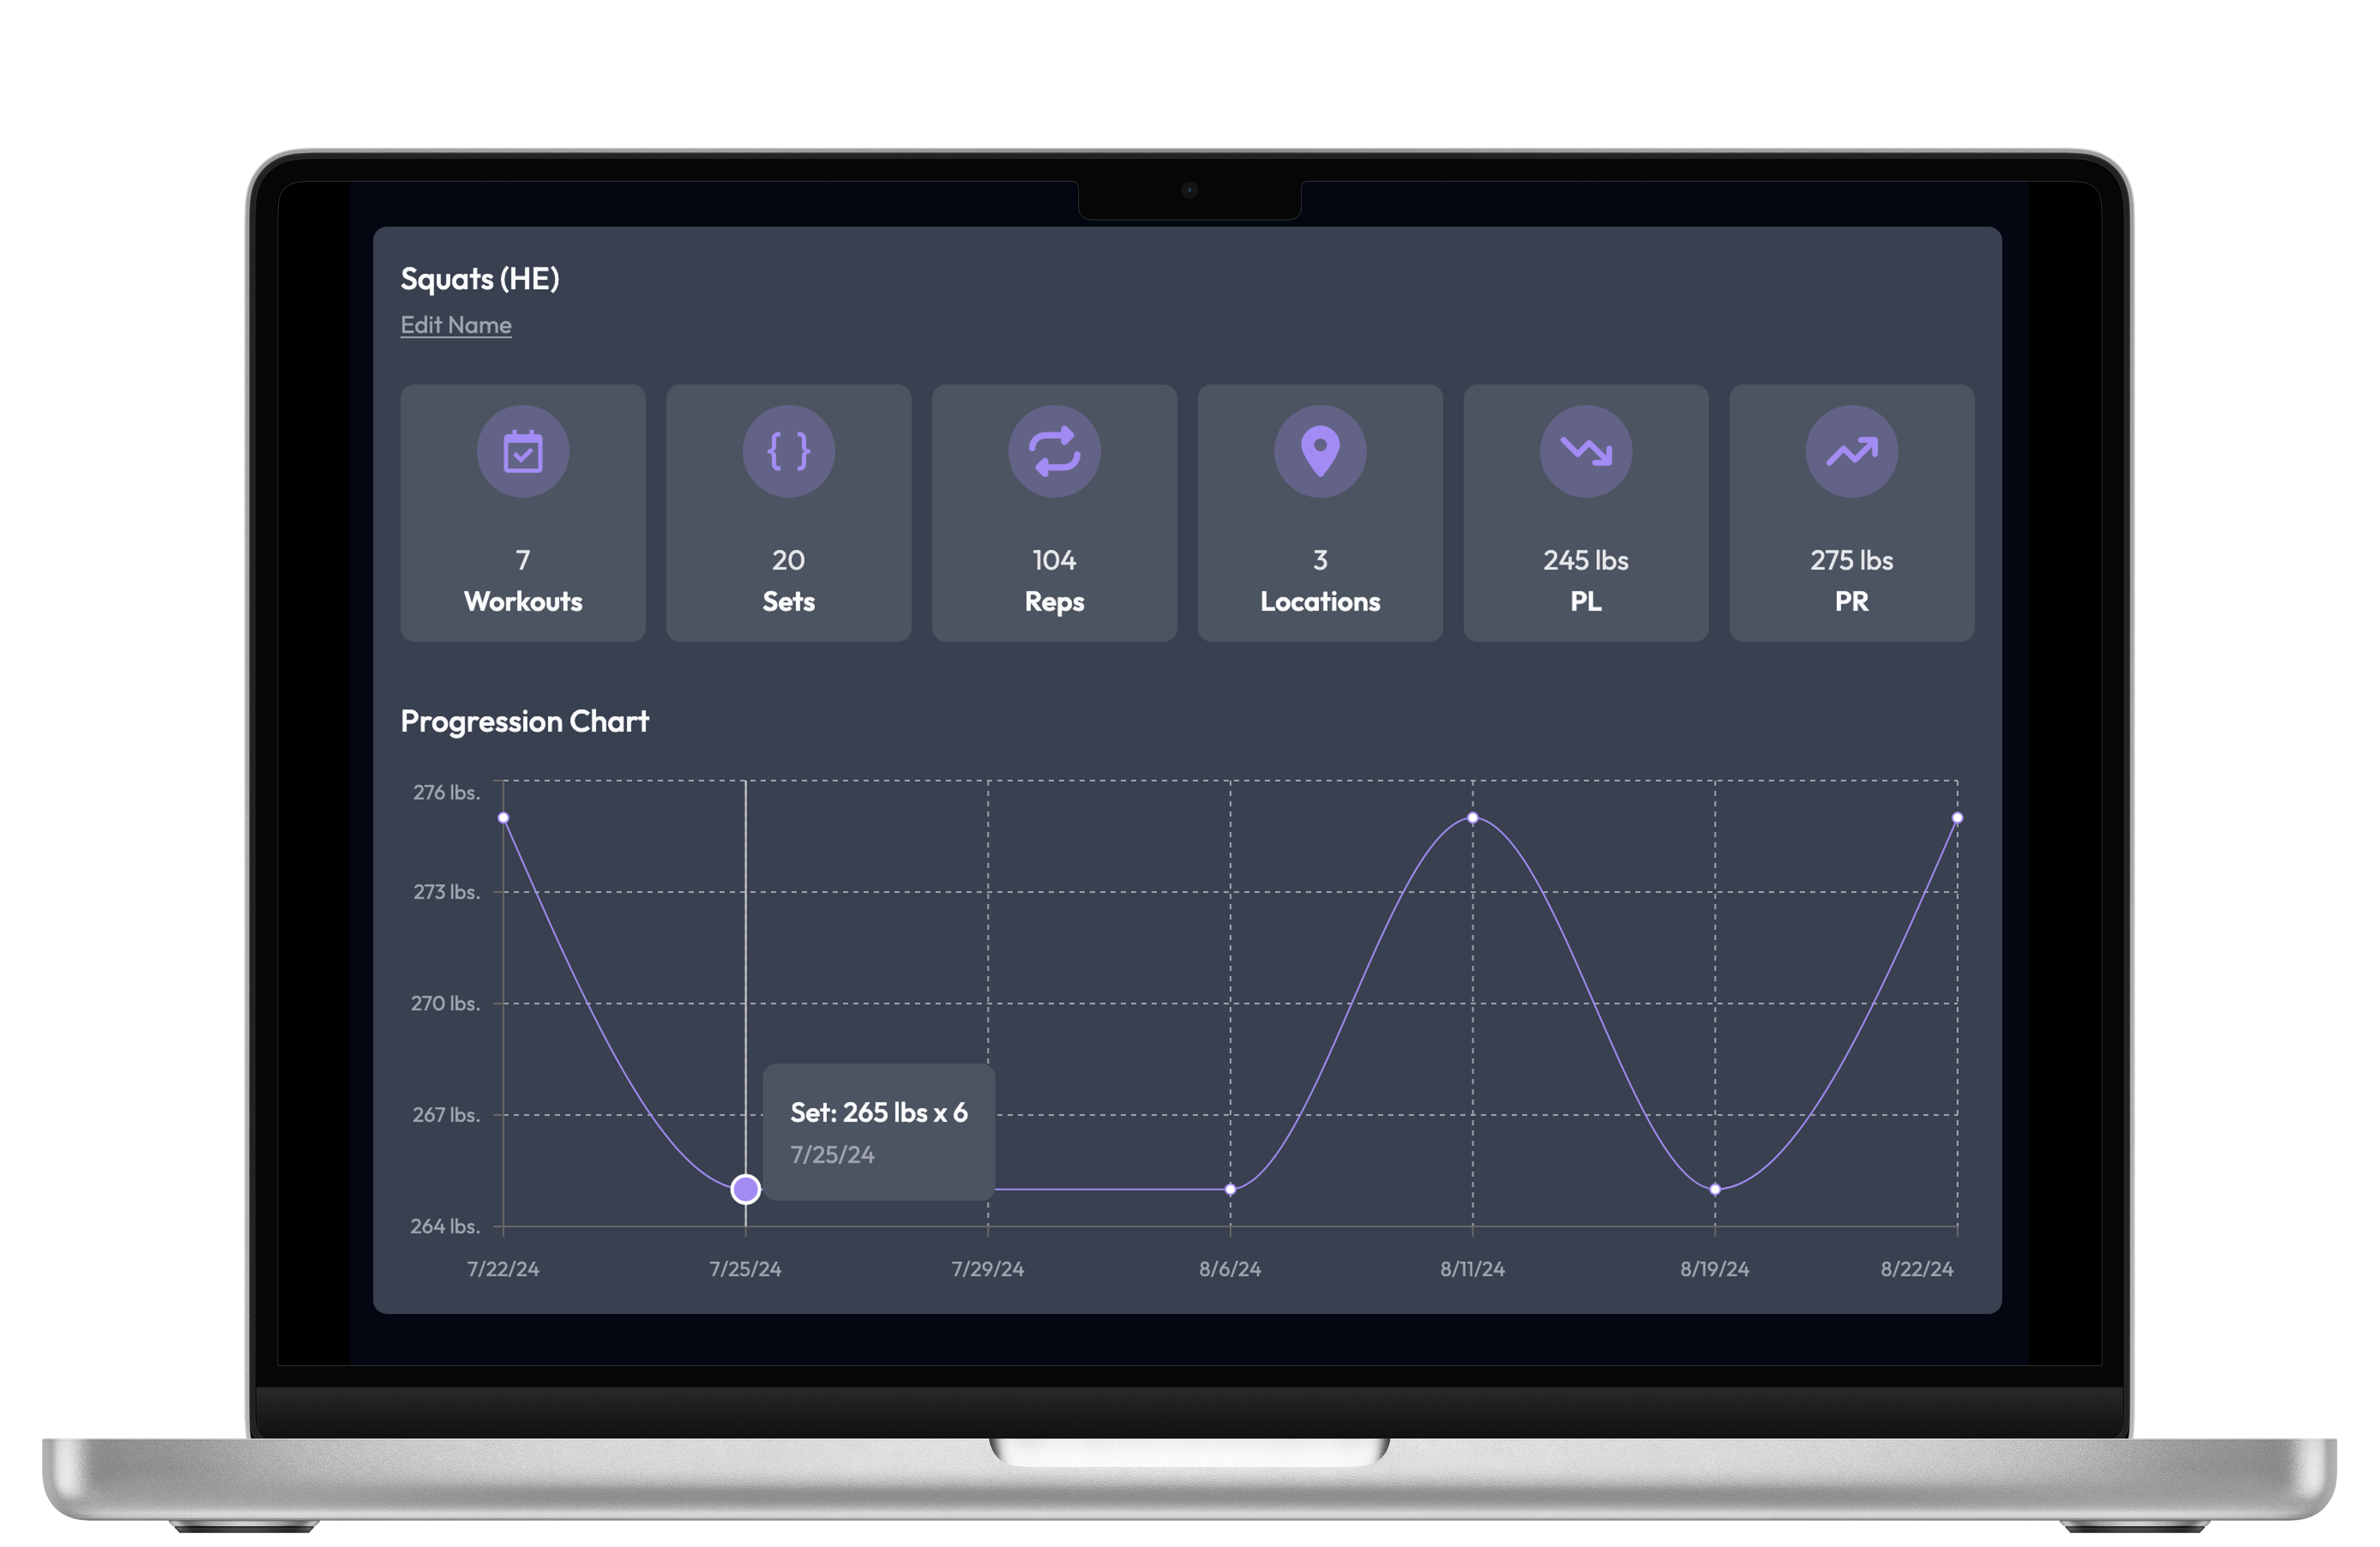 Squats (HE)
Edit Name
7
Workouts
20
Sets
104
Reps
3
Locations
245 lbs
PL
275 lbs
PR
Progression Chart
276 lbs.
273 lbs.
270 lbs.
267 lbs.
264 lbs.
Set: 265 lbs x 6
7/25/24
7/22/24
7/25/24
7/29/24
8/6/24
8/11/24
8/19/24
8/22/24